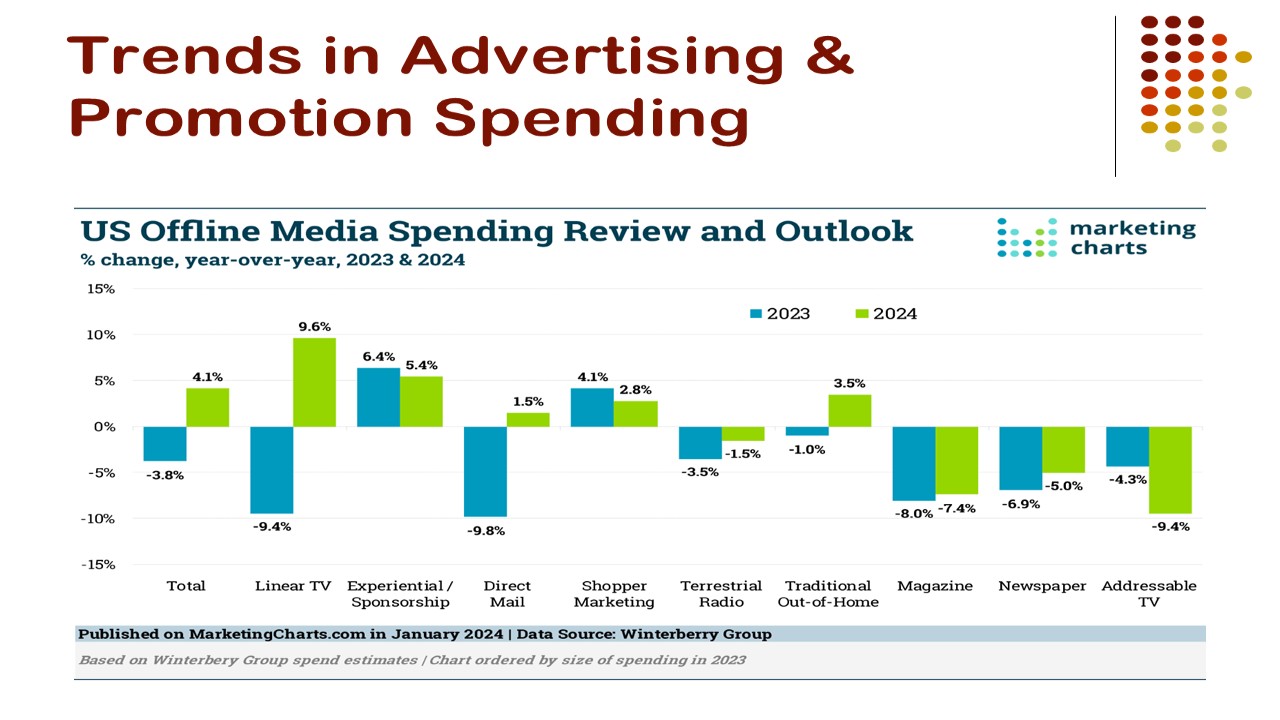 Trends in Advertising &
Promotion Spending
US Offline Media Spending Review and Outlook
% change, year-over-year, 2023 & 2024
marketing
charts
15%
10%
5%
0%
-5%
-10%
-15%
2023
2024
-3.8%
4.1%
-9.4%
9.6%
6.4%
5.4%
-9.8%
1.5%
4.1%
2.8%
-3.5%
-1.5%
-1.0%
3.5%
-8.0%
-7.4%
-6.9%
-5.0%
-4.3%
-9.4%
Total
Linear TV
Experiential /
Sponsorship
Direct
Mail
Shopper
Marketing
Terrestrial
Radio
Traditional
Out-of-Home
Magazine
Newspaper
Addressable
TV
Published on MarketingCharts.com in January 2024 | Data Source: Winterberry Group
Based on Winterbery Group spend estimates | Chart ordered by size of spending in 2023